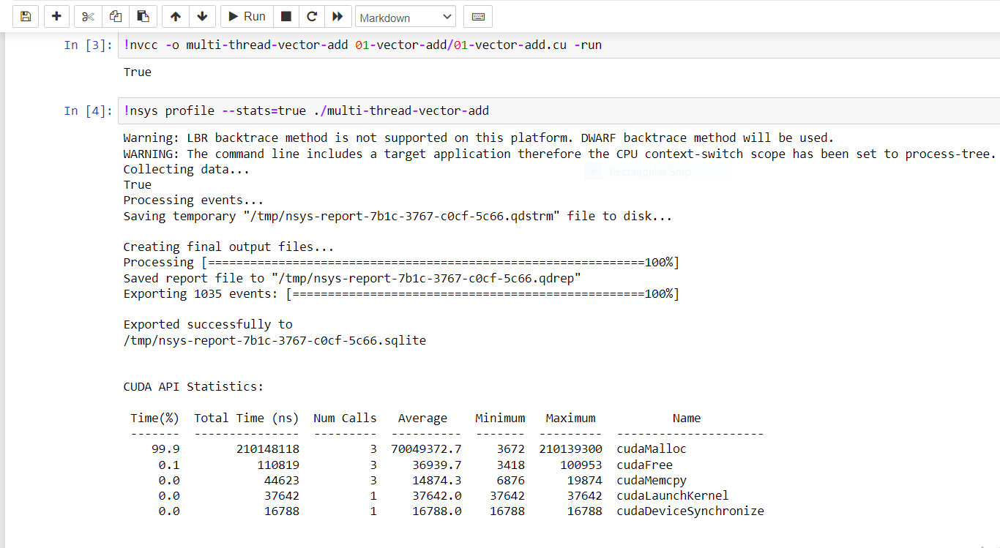 Run
Markdown
In [3]: !nvcc -o multi-thread-vector-add 01-vector-add/01-vector-add.cu -run
True
In [4]: !nsys profile --stats=true ./multi-thread-vector-add
Warning: LBR backtrace method is not supported on this platform. DWARF backtrace method will be used.
WARNING: The command line includes a target application therefore the CPU context-switch scope has been set to process-tree.
Collecting data...
Rectangular Snip
True
Processing events...
Saving temporary "/tmp/nsys-report-7b1c-3767-c0cf-5c66.qdstrm" file to disk...
Creating final output files...
Processing [==============================================================100%]
Saved report file to "/tmp/nsys-report-7b1c-3767-c0cf-5c66.qdrep"
Exporting 1035 events: [==================================================100%]
Exported successfully to
/tmp/nsys-report-7b1c-3767-c0cf-5c66.sqlite
CUDA API Statistics:
Time(%) Total Time (ns) Num Calls Average Minimum Maximum Name
------- --------------- --------- ---------- ------- --------- ---------------------
99.9 210148118 3 70049372.7 3672 210139300 cudaMalloc
0.1 110819 3 36939.7 3418 100953 cudaFree
0.0 44623 3 14874.3 6876 19874 cudaMemcpy
0.0 37642 1 37642.0 37642 37642 cudaLaunchKernel
0.0 16788 1 16788.0 16788 16788 cudaDeviceSynchronize